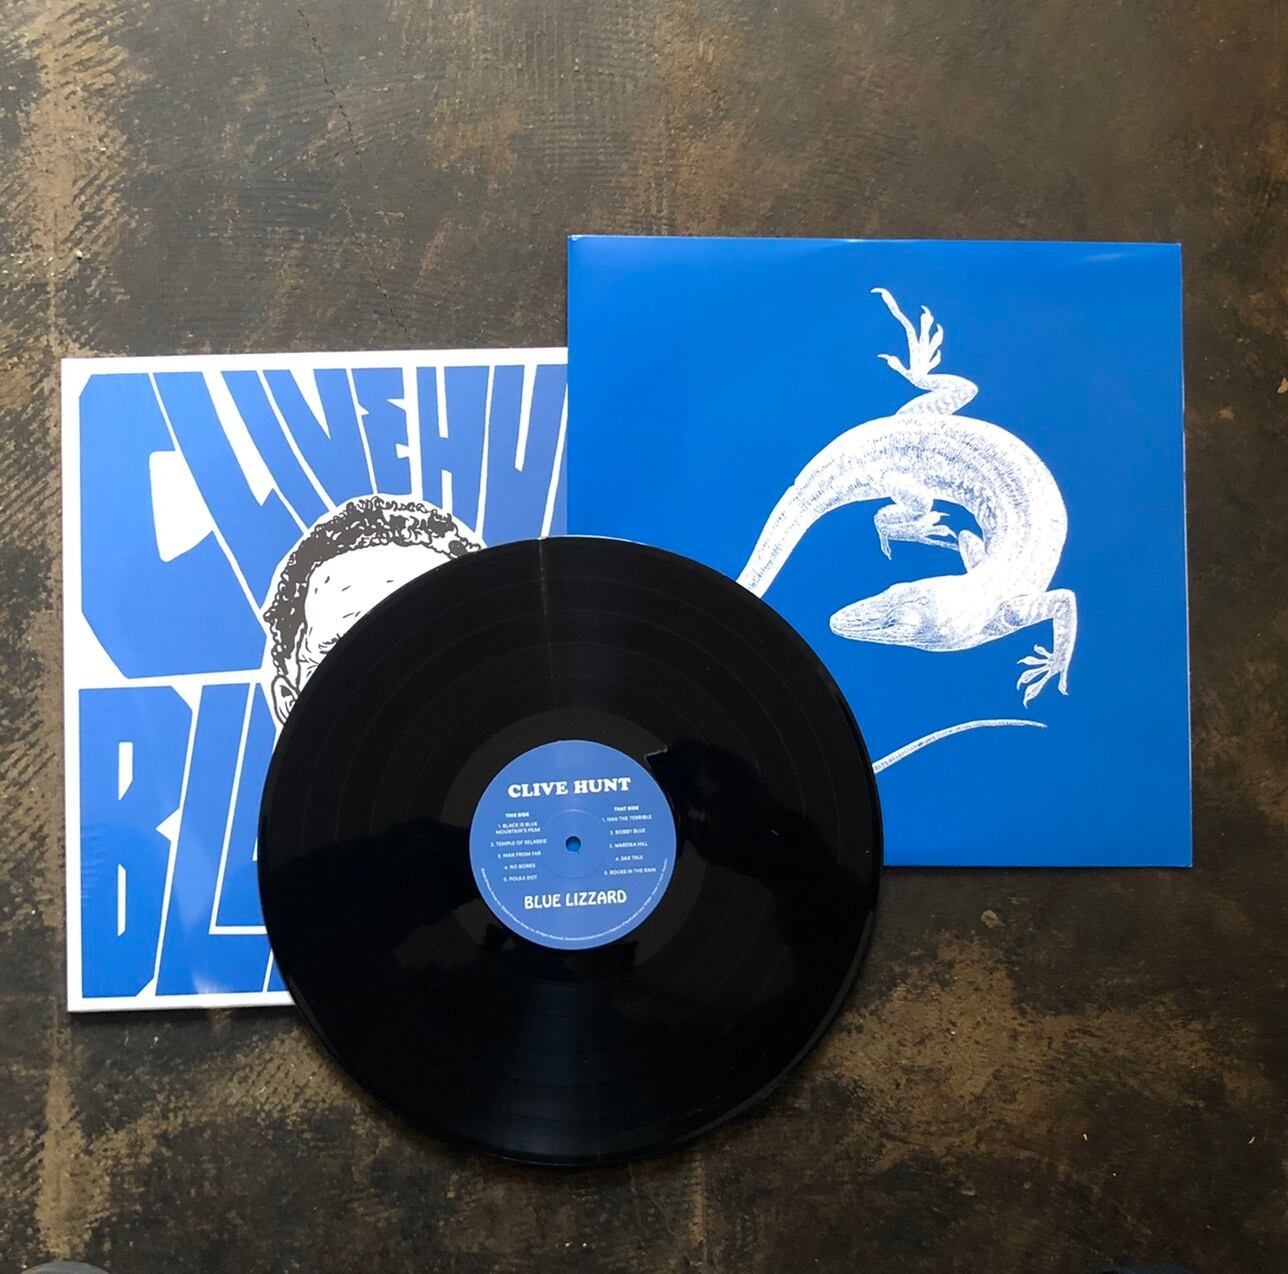 CLIVE HU
BL
CLIVE HUNT
THIS SIDE
1. BLACK IS BLUE
MOUNTAIN'S PEAK
2. TEMPLE OF SELASSIE
3. MAN FROM FAR
4. NO BONES
5. POLKA DOT
THAT SIDE
1. IVAN THE TERRIBLE
2. BOBBY BLUE
3. WAREIKA HILL
4. SAX TALK
5. ROCKS IN THE RAIN
BLUE LIZZARD